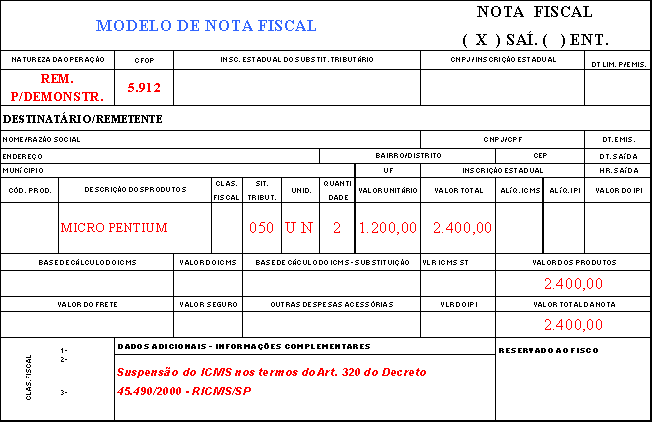 MODELO DE NOTA FISCAL
NOTA FISCAL
( X ) SAÍ. ( ) ENT.
NATUREZA DA OPERAÇÃO
CFOP
INSC. ESTADUAL DO SUBSTIT. TRIBUTÁRIO
CNPJ/INSCRIÇÃO ESTADUAL
DT LIM. P/EMIS.
REM.
P/DEMONSTR.
5.912
DESTINATÁRIO/REMETENTE
NOME/RAZÃO SOCIAL
CNPJ/CPF
DT. EMIS.
ENDEREÇO
BAIRRO/DISTRITO
CEP
DT. SAÍDA
MUNICÍPIO
UF
INSCRIÇÃO ESTADUAL
HR. SAÍDA
CÓD. PROD.
DESCRIÇÃO DOS PRODUTOS
CLAS.
FISCAL
SIT.
TRIBUT.
UNID.
QUANTI
DADE
VALOR UNITÁRIO
VALOR TOTAL
ALÍQ. ICMS
ALÍQ. IPI
VALOR DO IPI
MICRO PENTIUM
050
U N
2
1.200,00
2.400,00
BASE DE CÁLCULO DO ICMS
VALOR DO ICMS
BASE DE CÁLCULO DO ICMS - SUBSTITUIÇÃO
VLR ICMS ST
VALOR DOS PRODUTOS
2.400,00
VALOR DO FRETE
VALOR SEGURO
OUTRAS DESPESAS ACESSÓRIAS
VLR DO IPI
VALOR TOTAL DA NOTA
2.400,00
CLAS. FISCAL
1-
2-
3-
DADOS ADICIONAIS - INFORMAÇÕES COMPLEMENTARES
Suspensão do ICMS nos termos do Art. 320 do Decreto
45.490/2000 - RICMS/SP
RESERVADO AO FISCO